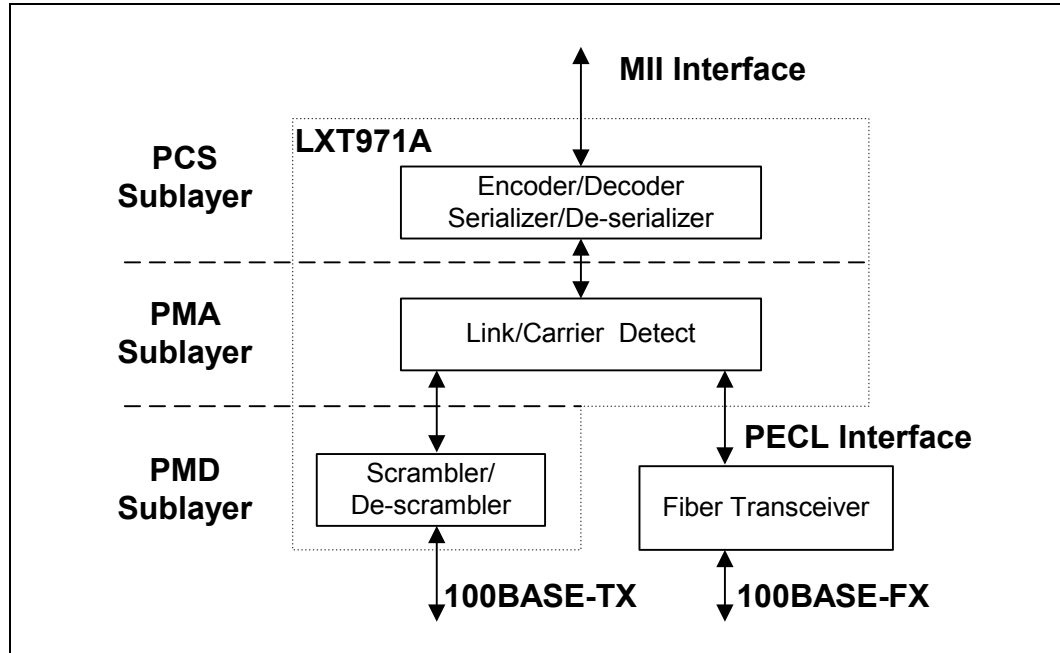 MII Interface
LXT971A
PCS
Sublayer
Encoder/Decoder
Serializer/De-serializer
PMA
Sublayer
Link/Carrier Detect
PECL Interface
PMD
Sublayer
Scrambler/
De-scrambler
Fiber Transceiver
100BASE-TX
100BASE-FX